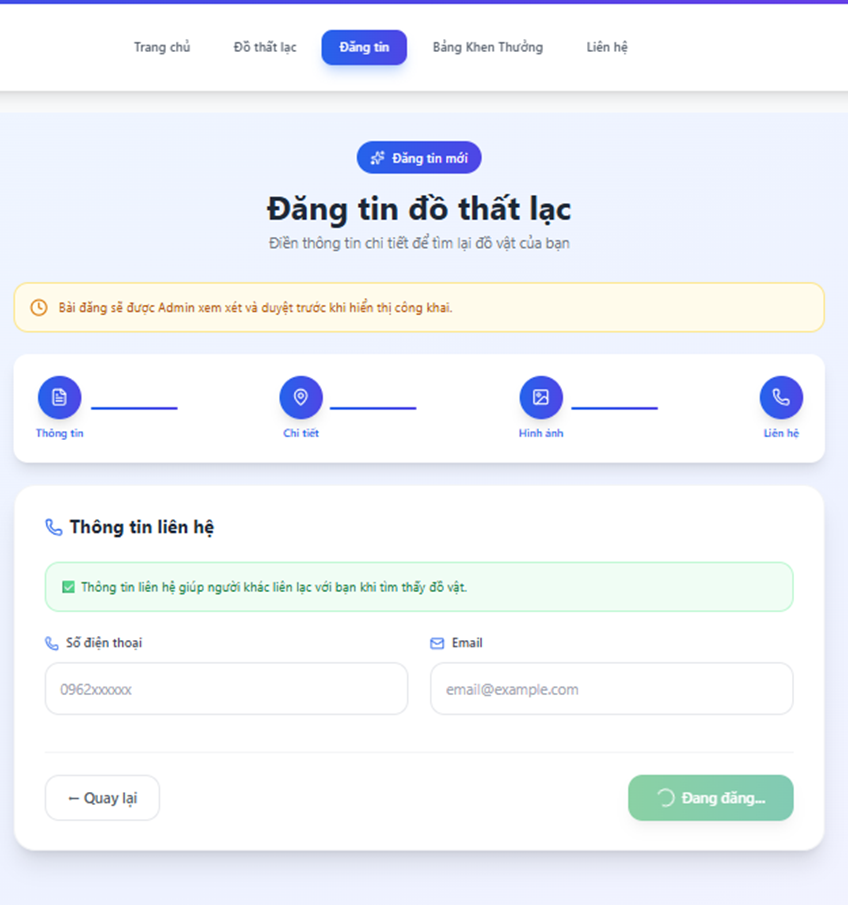 Trang chủ Đồ thất lạc Đăng tin Bảng Khen Thưởng Liên hệ
Đăng tin mới
Đăng tin đồ thất lạc
Điền thông tin chi tiết để tìm lại đồ vật của bạn
Bài đăng sẽ được Admin xem xét và duyệt trước khi hiển thị công khai.
Thông tin Chi tiết Hình ảnh Liên hệ
Thông tin liên hệ
Thông tin liên hệ giúp người khác liên lạc với bạn khi tìm thấy đồ vật.
Số điện thoại Email
0962xxxxxx email@example.com
← Quay lại Đang đăng...